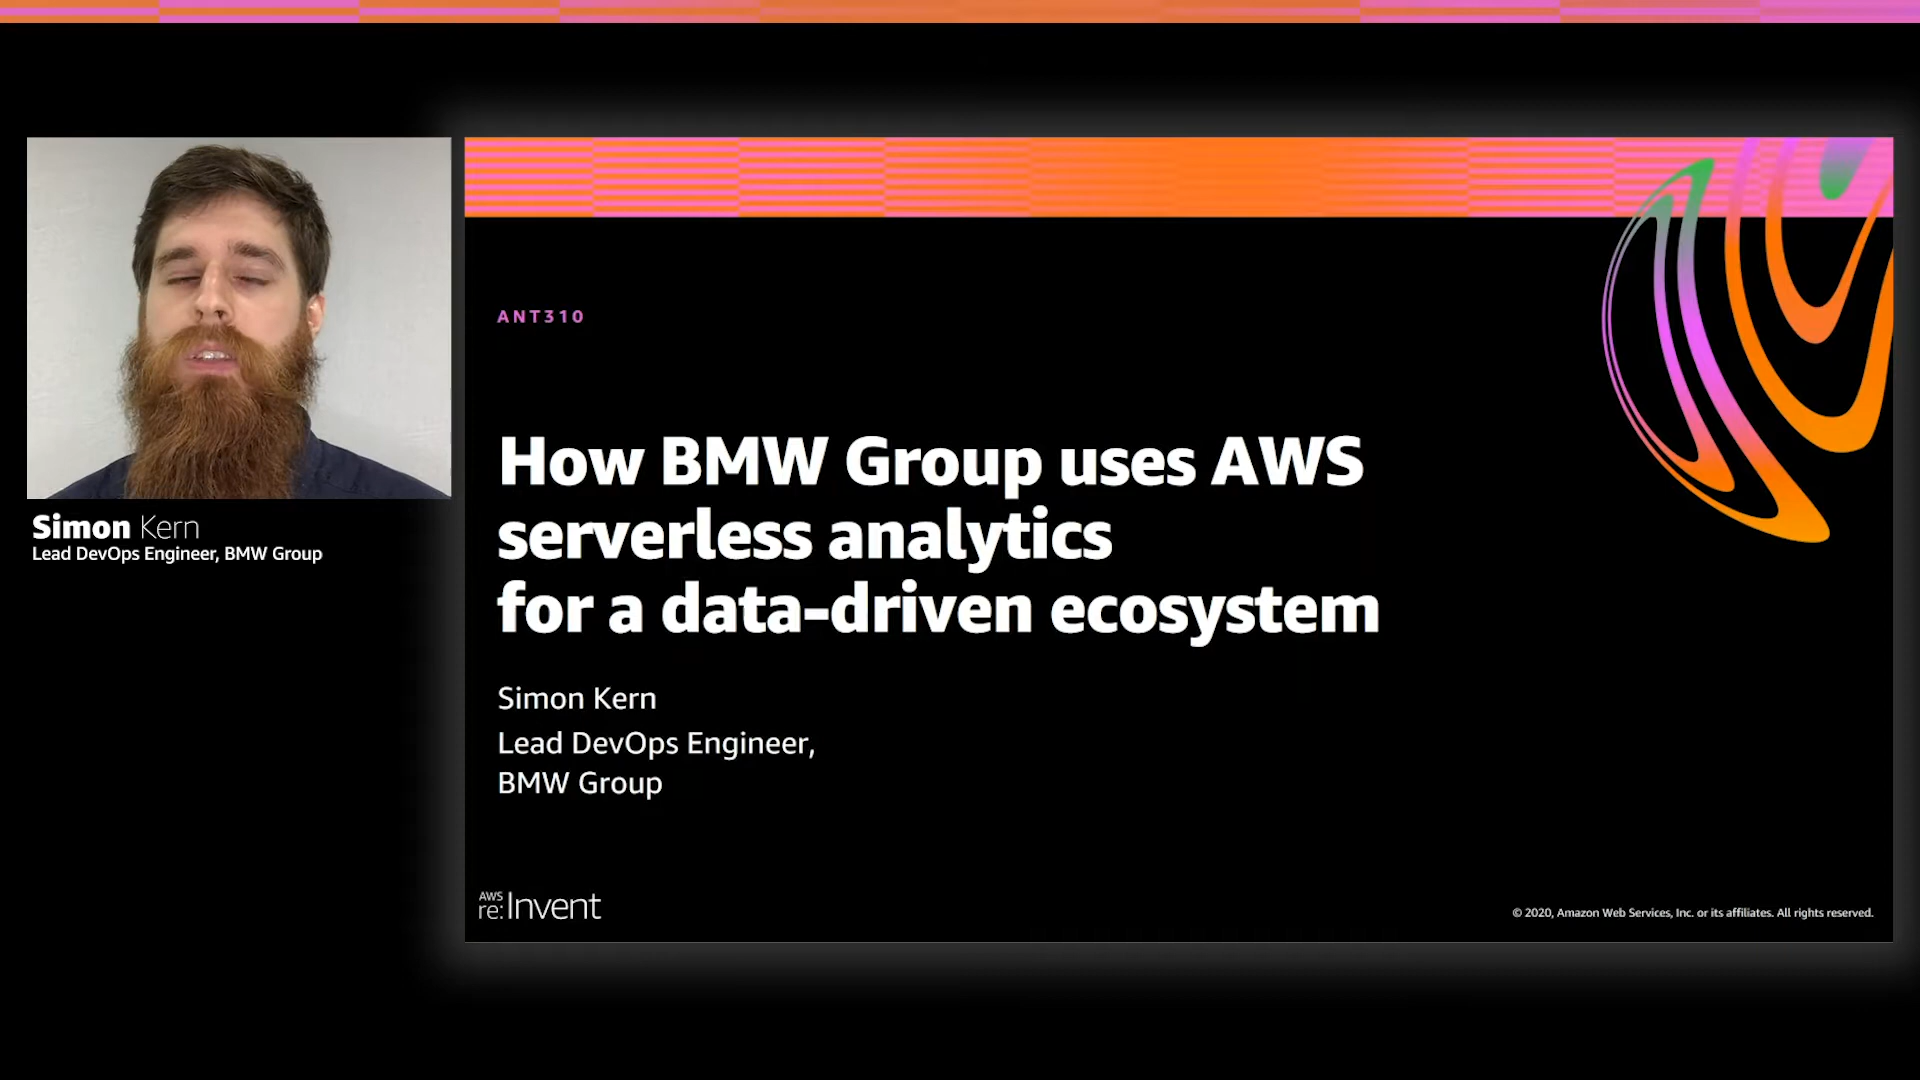 Simon Kern
Lead DevOps Engineer, BMW Group
ANT310
How BMW Group uses AWS
serverless analytics
for a data-driven ecosystem
Simon Kern
Lead DevOps Engineer,
BMW Group
AWS
re:Invent
© 2020, Amazon Web Services, Inc. or its affiliates. All rights reserved.